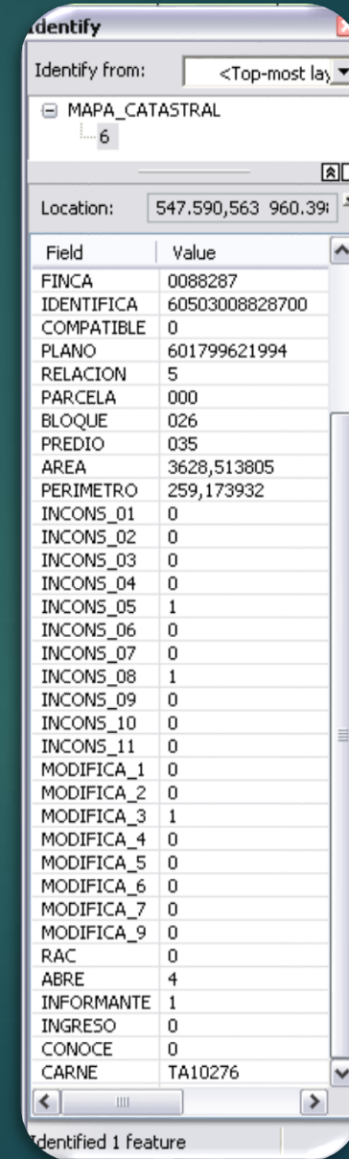 Identify
Identify from: <Top-most lay
MAPA_CATASTRAL
6
Location: 547.590,563 960.398
Field Value
FINCA 0088287
IDENTIFICA 60503008828700
COMPATIBLE 0
PLANO 601799621994
RELACION 5
PARCELA 000
BLOQUE 026
PREDIO 035
AREA 3628,513805
PERIMETRO 259,173932
INCONS_01 0
INCONS_02 0
INCONS_03 0
INCONS_04 0
INCONS_05 1
INCONS_06 0
INCONS_07 0
INCONS_08 1
INCONS_09 0
INCONS_10 0
INCONS_11 0
MODIFICA_1 0
MODIFICA_2 0
MODIFICA_3 1
MODIFICA_4 0
MODIFICA_5 0
MODIFICA_6 0
MODIFICA_7 0
MODIFICA_9 0
RAC 0
ABRE 4
INFORMANTE 1
INGRESO 0
CONOCE 0
CARNE TA10276
Identified 1 feature